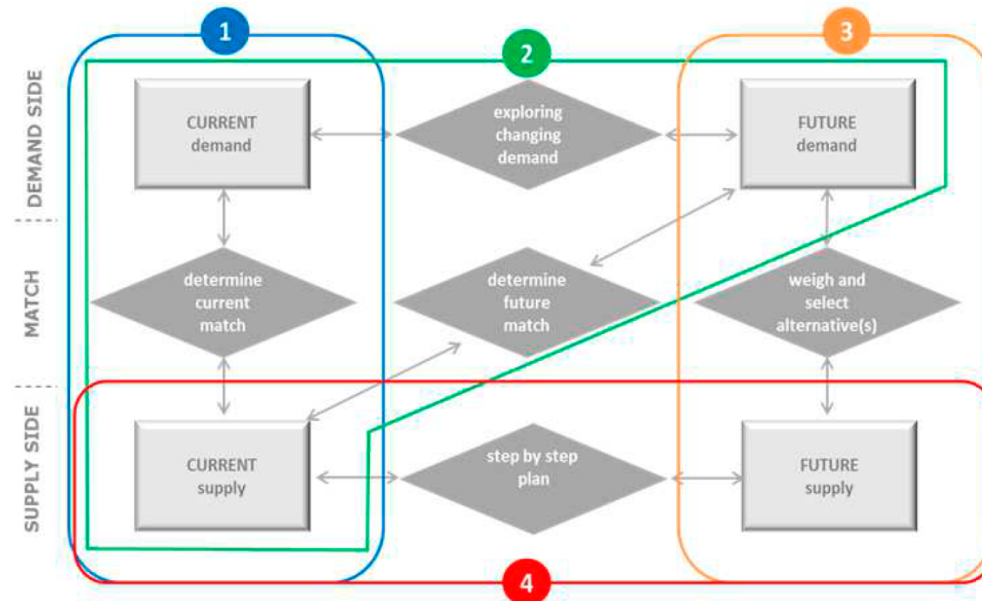 1
3
2
DEMAND SIDE
CURRENT
demand
exploring
changing
demand
FUTURE
demand
MATCH
determine
current
match
determine
future
match
weigh and
select
alternative(s)
SUPPLY SIDE
CURRENT
supply
step by step
plan
FUTURE
supply
4